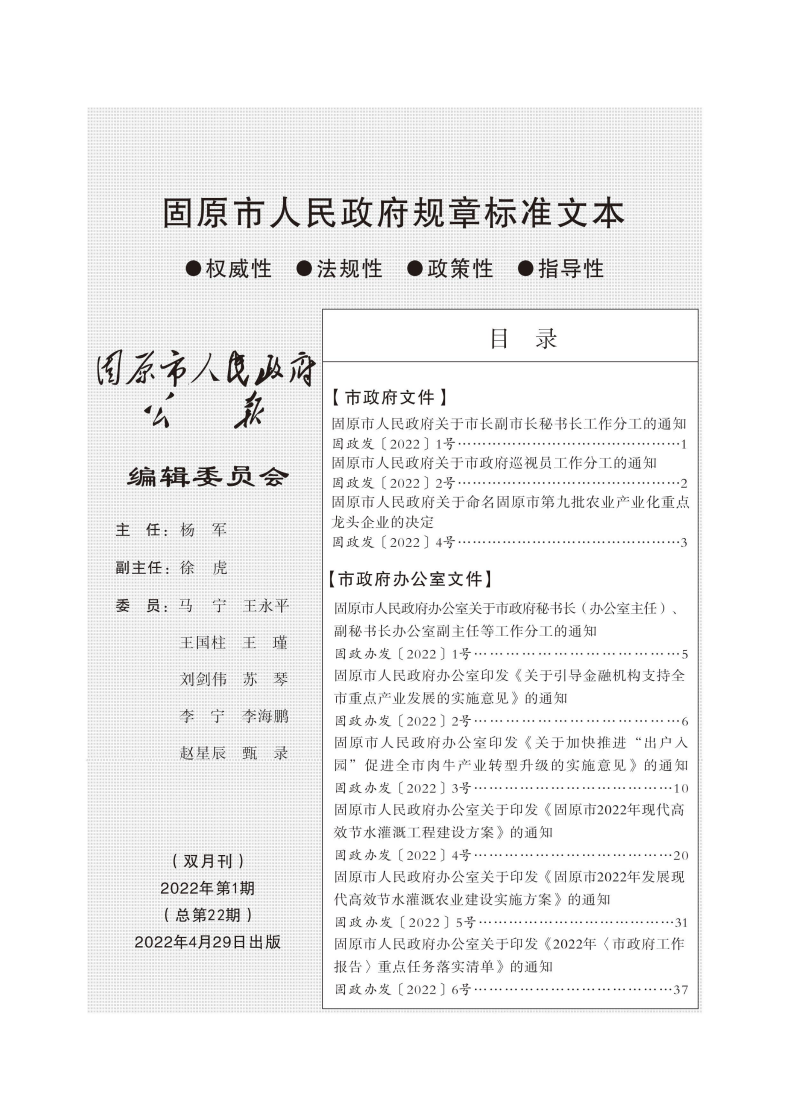 固原市人民政府规章标准文本
●权威性 ●法规性 ●政策性 ●指导性
固原市人民政府
公 报
编辑委员会
主 任：杨 军
副主任：徐 虎
委 员：马 宁 王永平
王国柱 王 瑾
刘剑伟 苏 琴
李 宁 李海鹏
赵星辰 甄 录
（双月刊）
2022年第1期
（总第22期）
2022年4月29日出版
目 录
【市政府文件】
固原市人民政府关于市长副市长秘书长工作分工的通知
固政发〔2022〕1号……………………………………1
固原市人民政府关于市政府巡视员工作分工的通知
固政发〔2022〕2号……………………………………2
固原市人民政府关于命名固原市第九批农业产业化重点
龙头企业的决定
固政发〔2022〕4号……………………………………3
【市政府办公室文件】
固原市人民政府办公室关于市政府秘书长（办公室主任）、
副秘书长办公室副主任等工作分工的通知
固政办发〔2022〕1号……………………………………5
固原市人民政府办公室印发《关于引导金融机构支持全
市重点产业发展的实施意见》的通知
固政办发〔2022〕2号……………………………………6
固原市人民政府办公室印发《关于加快推进“出户入
园”促进全市肉牛产业转型升级的实施意见》的通知
固政办发〔2022〕3号…………………………………10
固原市人民政府办公室关于印发《固原市2022年现代高
效节水灌溉工程建设方案》的通知
固政办发〔2022〕4号…………………………………20
固原市人民政府办公室关于印发《固原市2022年发展现
代高效节水灌溉农业建设实施方案》的通知
固政办发〔2022〕5号…………………………………31
固原市人民政府办公室关于印发《2022年〈市政府工作
报告〉重点任务落实清单》的通知
固政办发〔2022〕6号…………………………………37